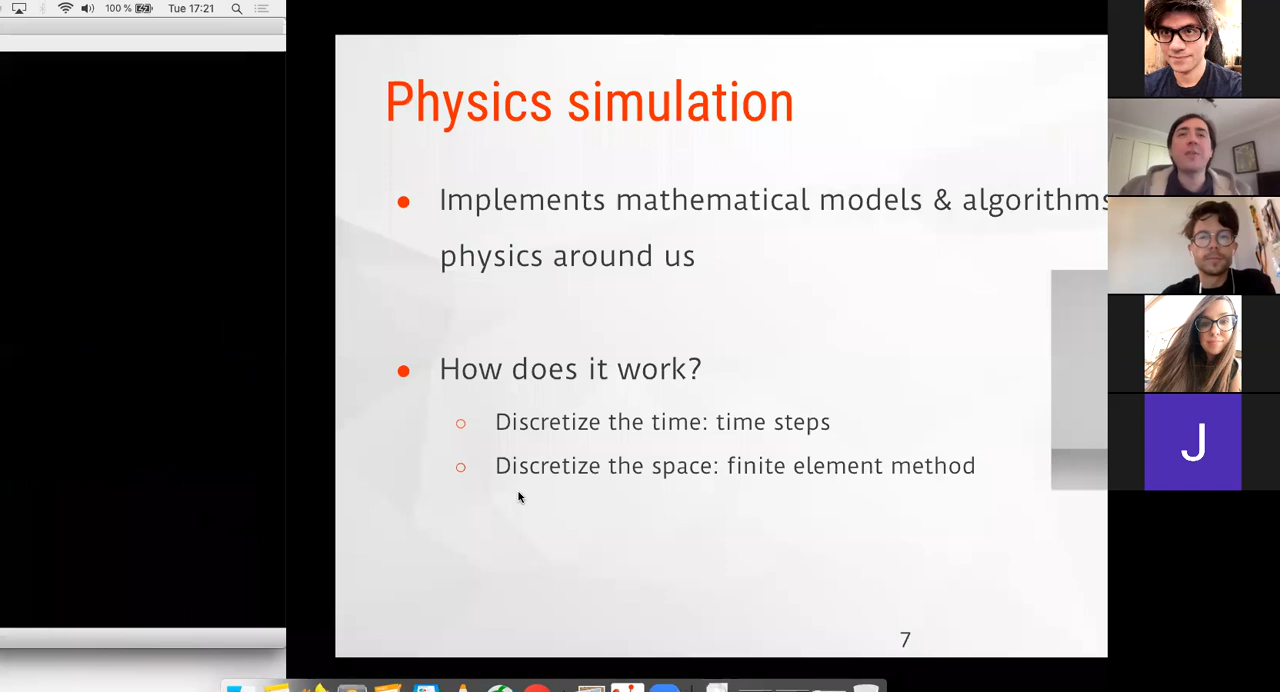 100 %
Tue 17:21
Physics simulation
Implements mathematical models & algorithms
physics around us
How does it work?
Discretize the time: time steps
Discretize the space: finite element method
7
J